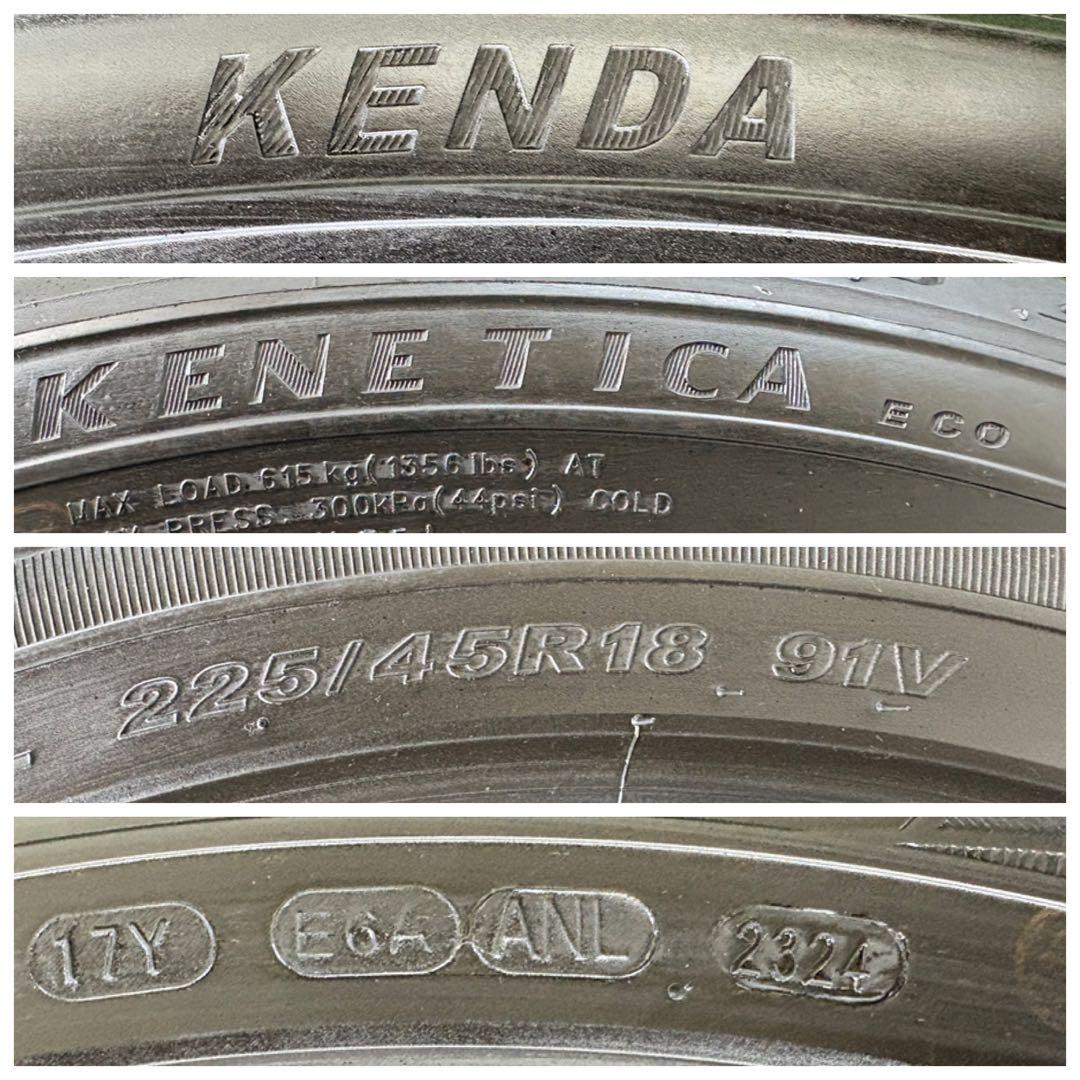 KENDA
KENETICA ECO
MAX LOAD 615 kg(1356 lbs) AT
PRESS. 300KPa(44psi) COLD
225/45R18 91V
17Y E6A ANL 2324